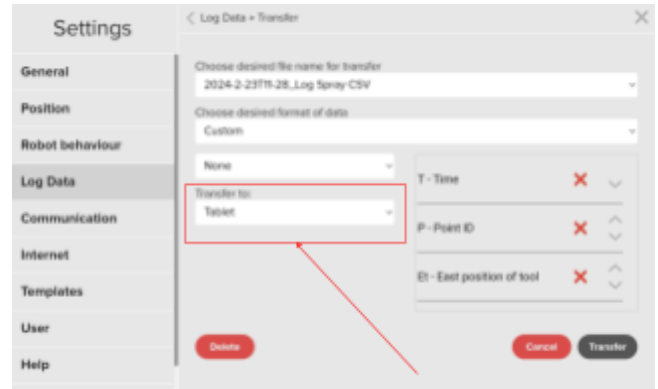 Settings
General
Position
Robot behaviour
Log Data
Communication
Internet
Templates
User
Help
Log Data • Transfer
Choose desired file name for transfer
2024-2-23T11-28_Log Spray CSV
Choose desired format of data
Custom
None
Transfer to:
Tablet
T - Time
P - Point ID
Et - East position of tool
Delete
Cancel
Transfer